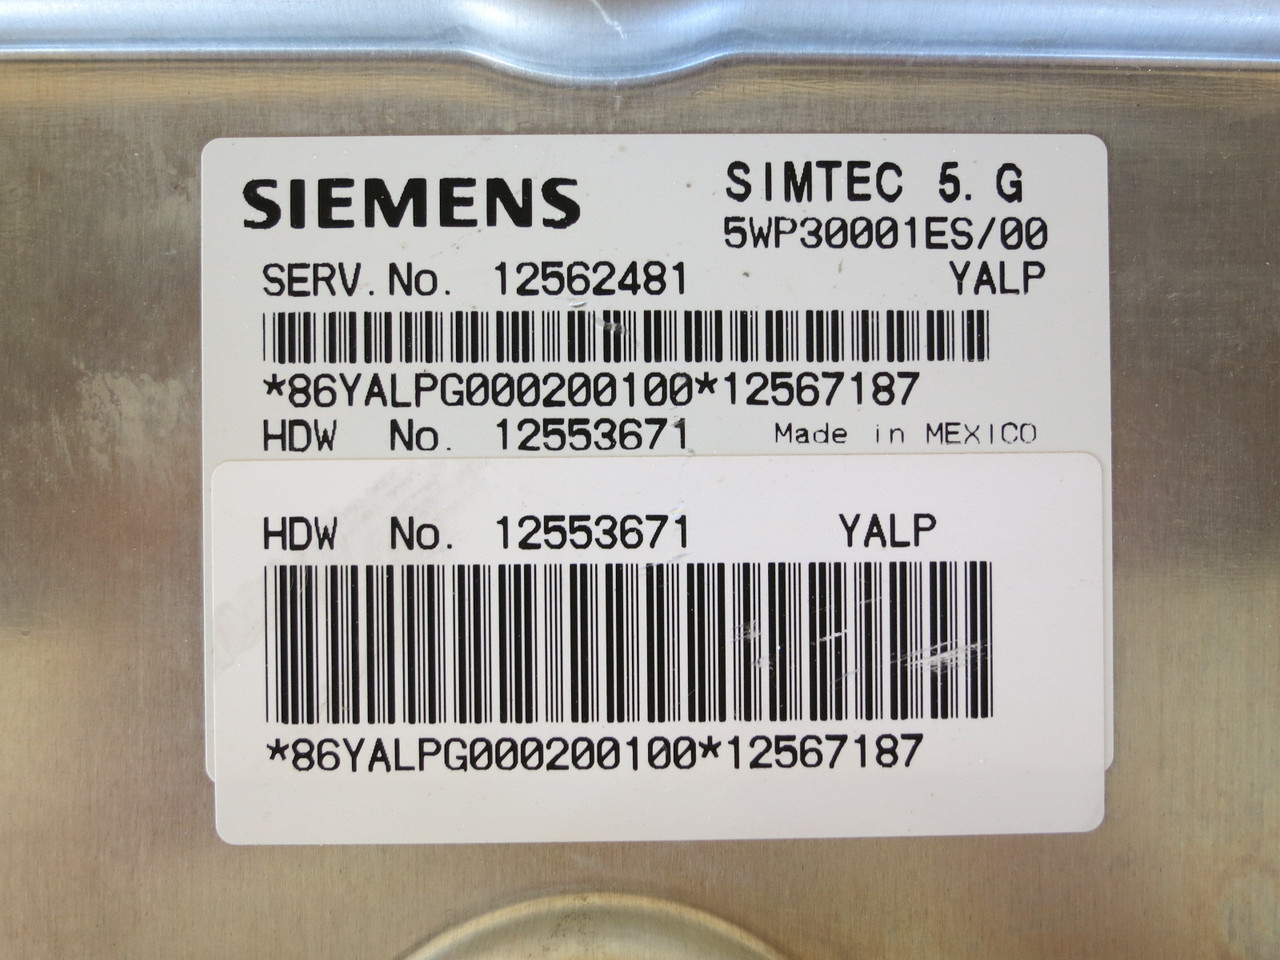 SIEMENS
SIMTEC 5.G
5WP30001ES/00
SERV.No. 12562481 YALP
*86YALPG000200100*12567187
HDW No. 12553671 Made in MEXICO
HDW No. 12553671 YALP
*86YALPG000200100*12567187